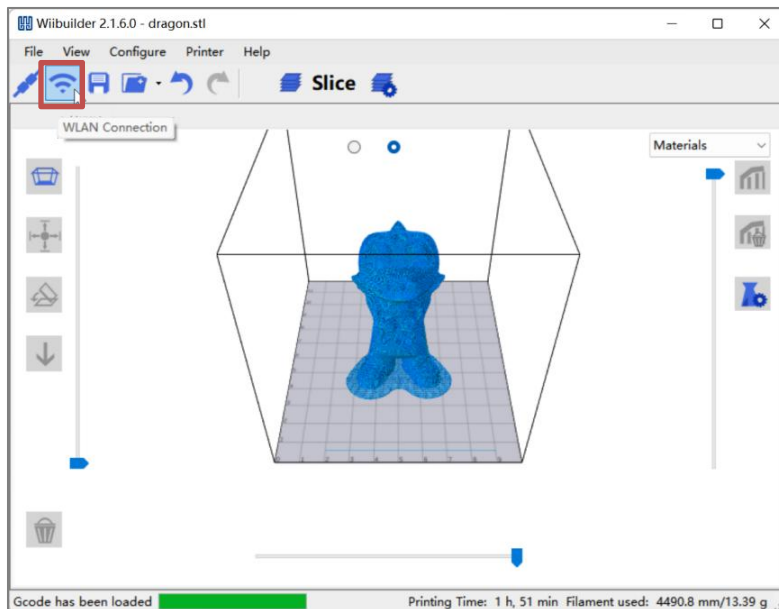 Wiibuilder 2.1.6.0 - dragon.stl
File View Configure Printer Help
Slice
WLAN Connection
Materials
Gcode has been loaded
Printing Time: 1 h, 51 min Filament used: 4490.8 mm/13.39 g